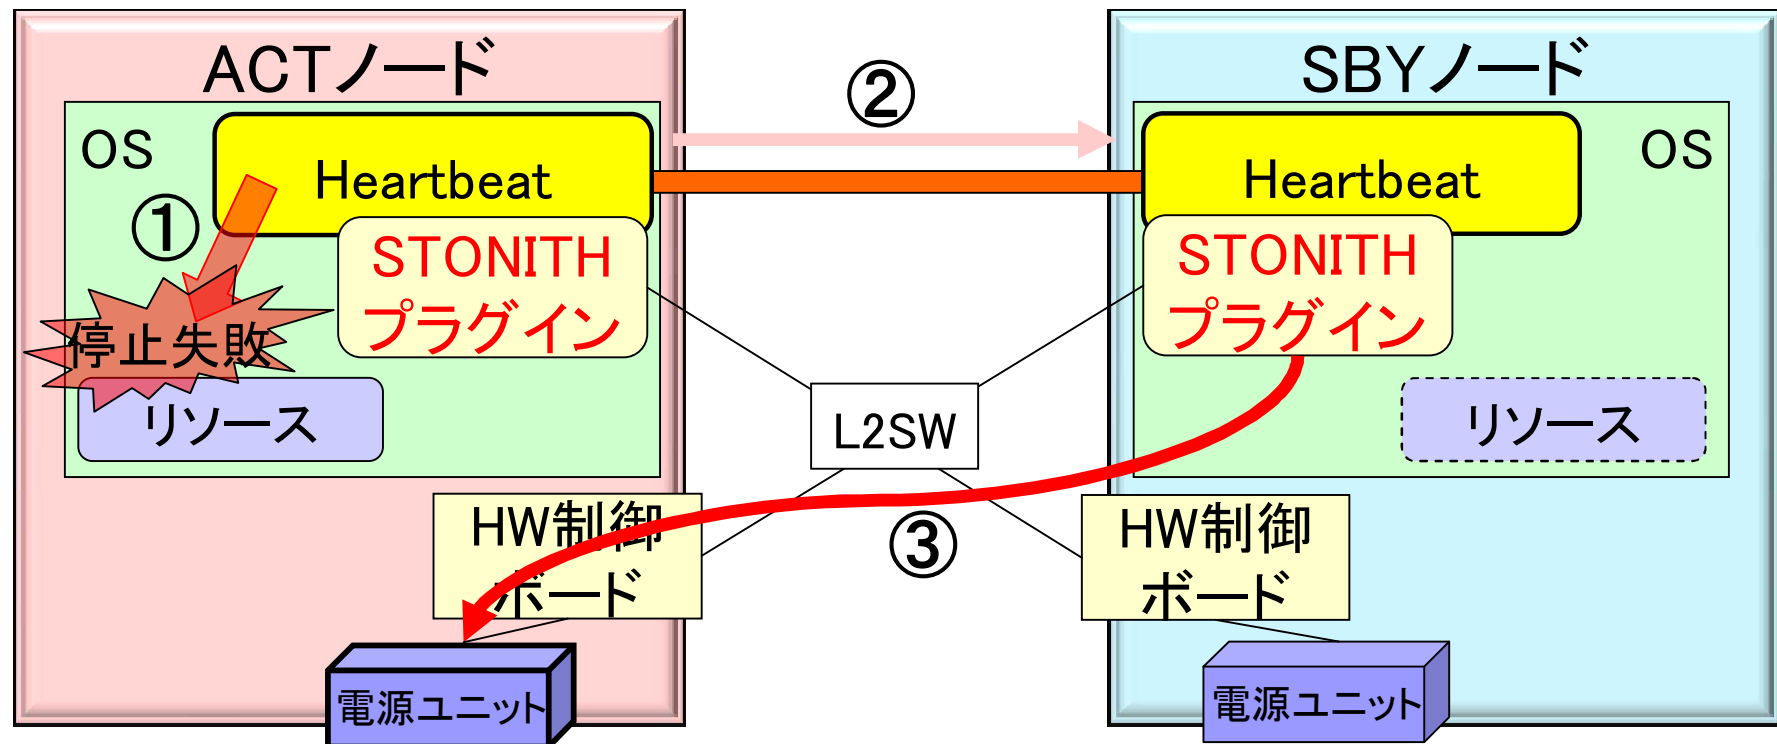 ACTノード
OS
Heartbeat
①
STONITH
プラグイン
停止失敗
リソース
HW制御
ボード
電源ユニット
②
L2SW
③
SBYノード
Heartbeat
OS
STONITH
プラグイン
リソース
HW制御
ボード
電源ユニット